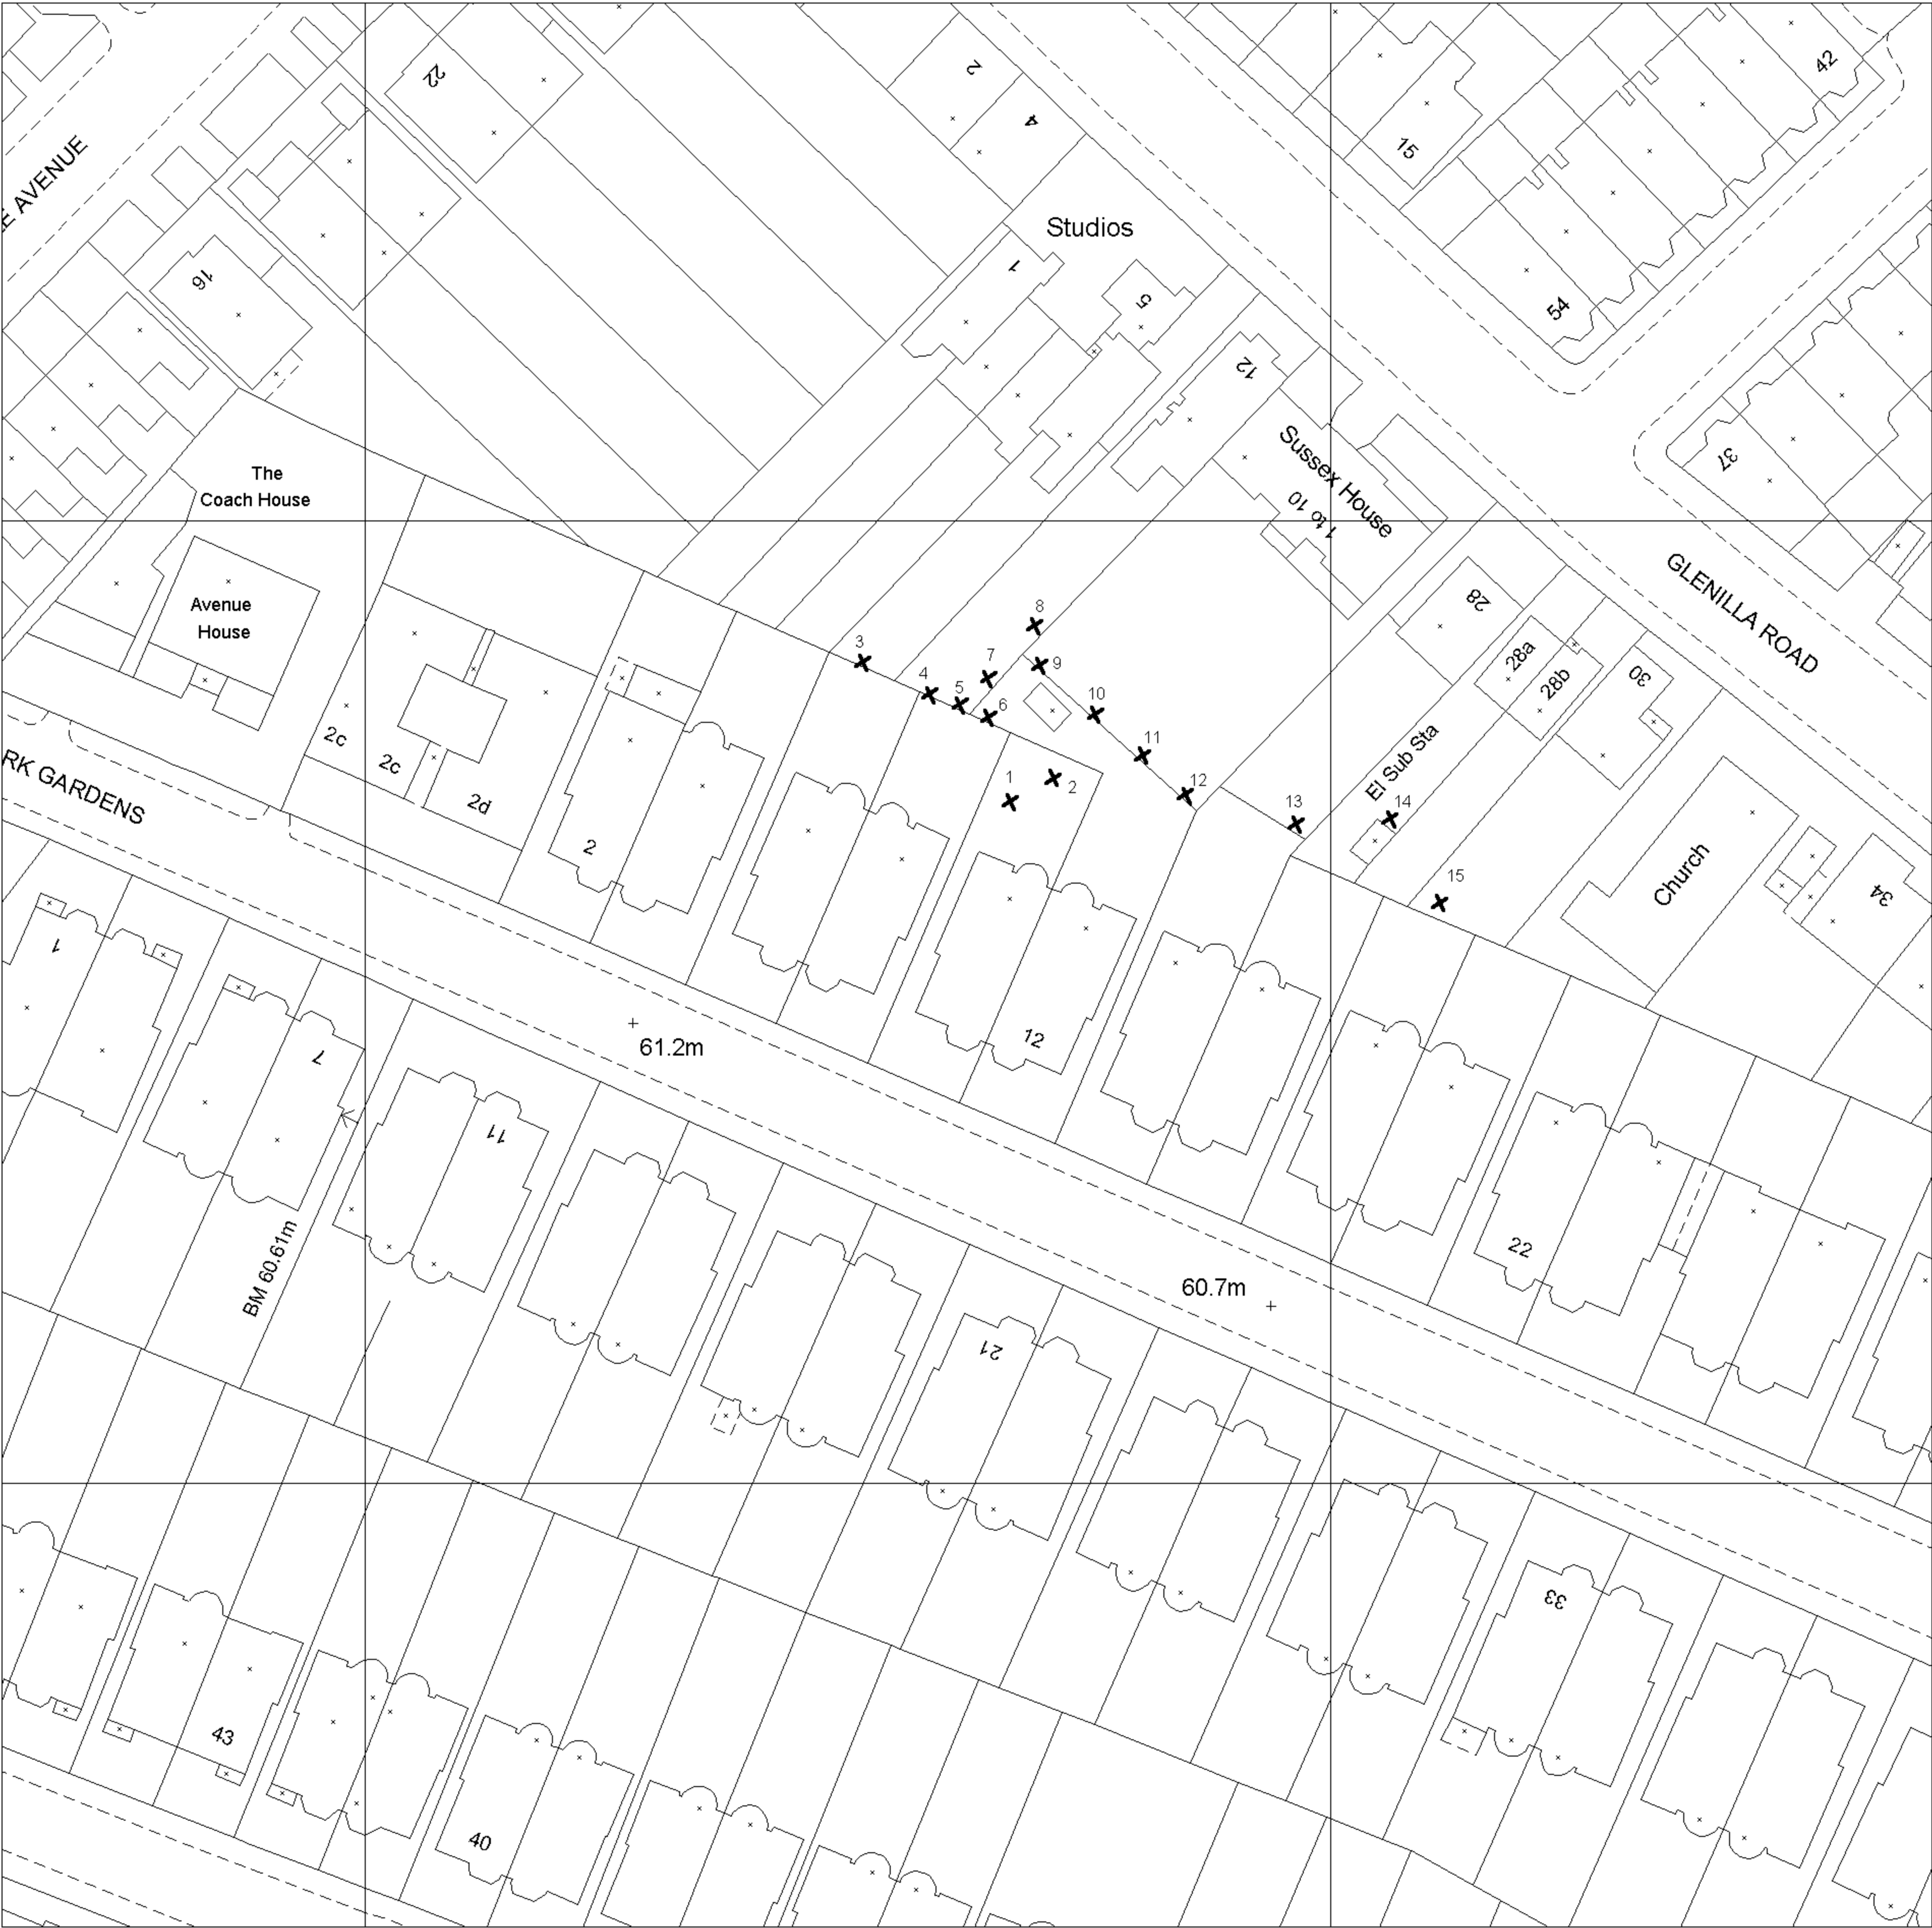 22
2
4
42
15
E AVENUE
Studios
16
1
5
54
12
37
The
Coach House
Sussex House
1 to 10
GLENILLA ROAD
Avenue
House
28
28a
28b
30
8
3
7
9
4
5
6
10
11
1
2
12
13
14
15
El Sub Sta
2c
2c
2d
RK GARDENS
2
Church
34
1
12
61.2m
7
11
22
BM 60.61m
60.7m
21
33
43
40